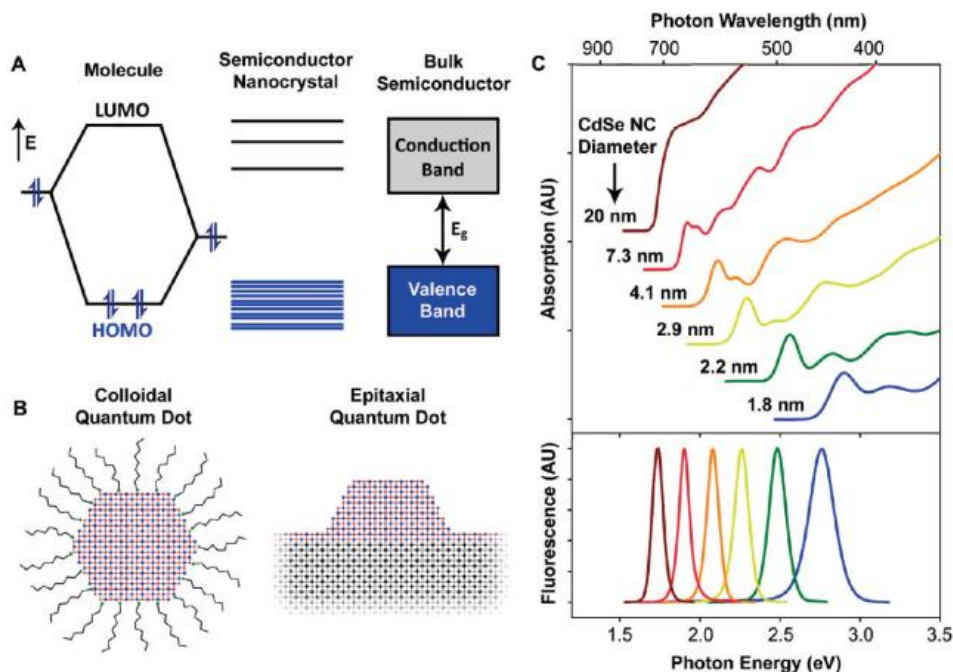 A
Molecule
LUMO
E
HOMO
Semiconductor
Nanocrystal
Bulk
Semiconductor
Conduction
Band
Eg
Valence
Band
B
Colloidal
Quantum Dot
Epitaxial
Quantum Dot
C
Photon Wavelength (nm)
900 700 500 400
CdSe NC
Diameter
20 nm
7.3 nm
4.1 nm
2.9 nm
2.2 nm
1.8 nm
Absorption (AU)
Fluorescence (AU)
1.5 2.0 2.5 3.0 3.5
Photon Energy (eV)